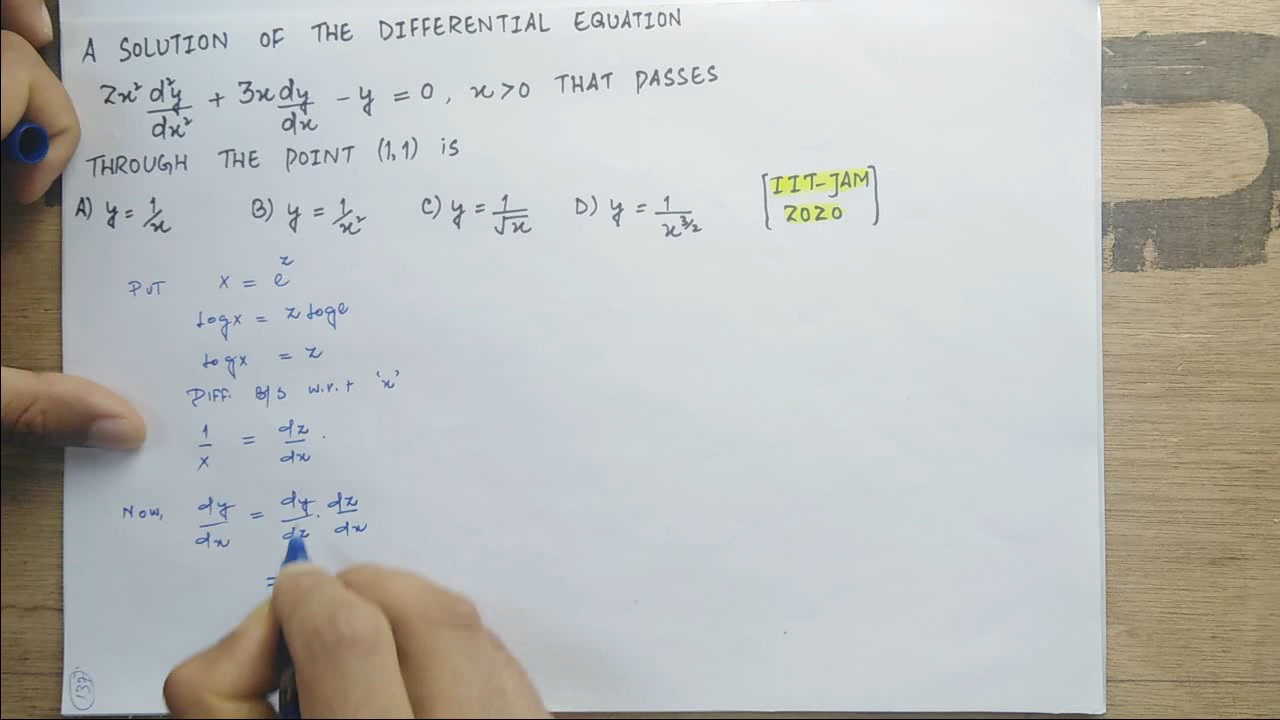 A SOLUTION OF THE DIFFERENTIAL EQUATION
2x² d²y/dx² + 3x dy/dx - y = 0, x > 0 THAT PASSES
THROUGH THE POINT (1,1) is
A) y = 1/x B) y = 1/x² C) y = 1/√x D) y = 1/x^3/2
[IIT-JAM
2020]
PUT x = e^z
log x = z log e
log x = z
DIFF. B/S w.r.t 'x'
1/x = dz/dx.
NOW, dy/dx = dy/dz . dz/dx
=
137